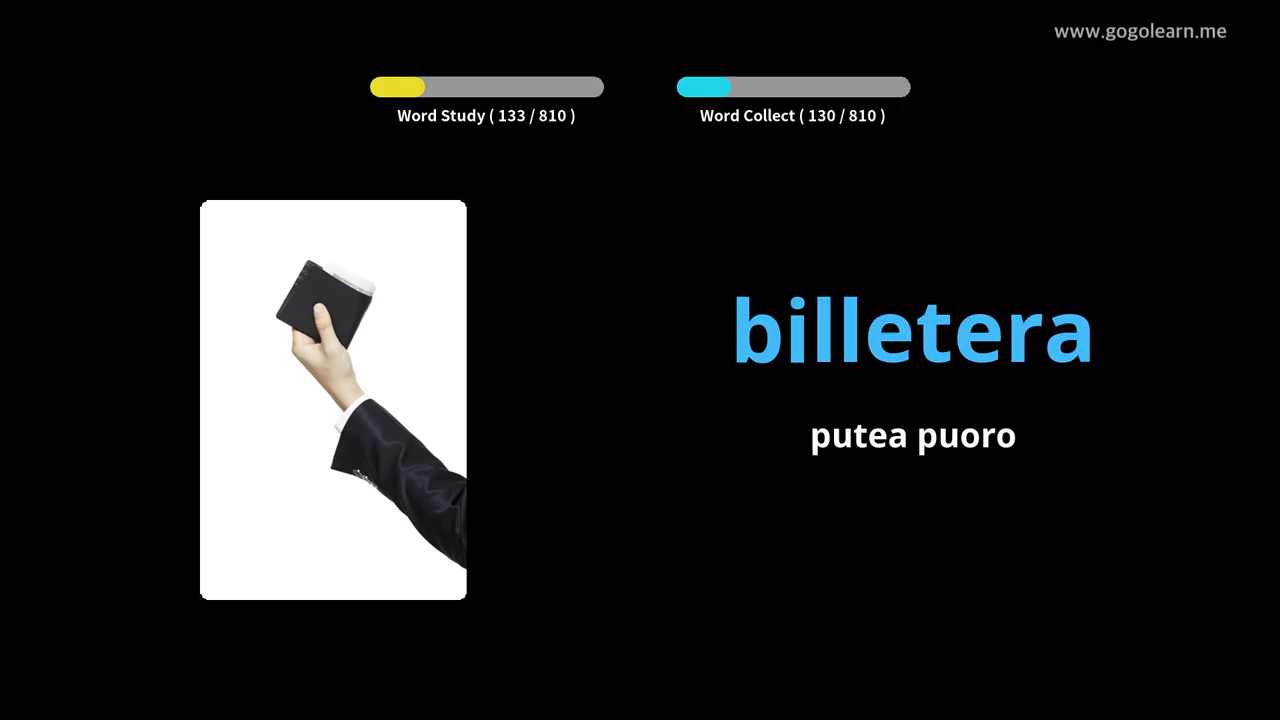 www.gogolearn.me
Word Study ( 133 / 810 )
Word Collect ( 130 / 810 )
billetera
putea puoro